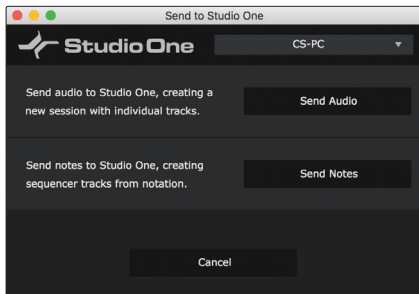 Send to Studio One
Studio One
CS-PC
Send audio to Studio One, creating a
new session with individual tracks.
Send Audio
Send notes to Studio One, creating
sequencer tracks from notation.
Send Notes
Cancel